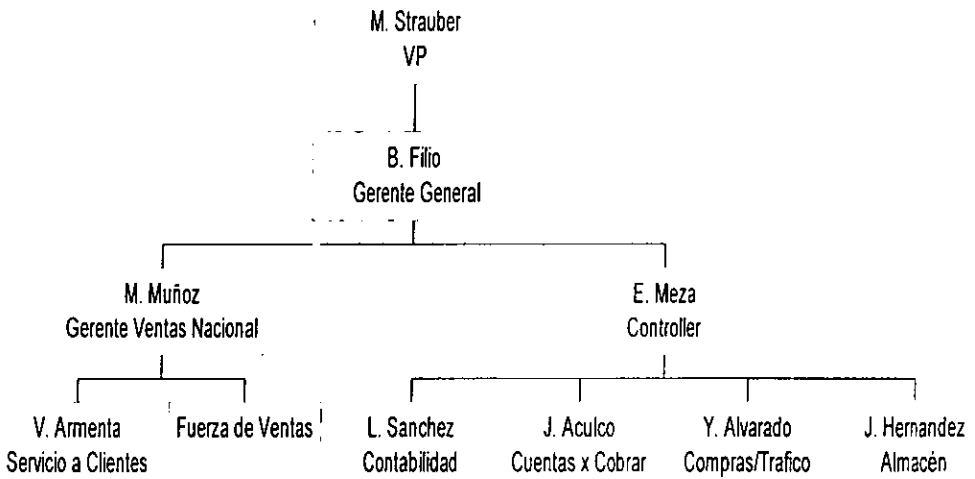 M. Strauber
VP
B. Filio
Gerente General
M. Muñoz
Gerente Ventas Nacional
E. Meza
Controller
V. Armenta
Servicio a Clientes
Fuerza de Ventas
L. Sanchez
Contabilidad
J. Aculco
Cuentas x Cobrar
Y. Alvarado
Compras/Trafico
J. Hernandez
Almacén